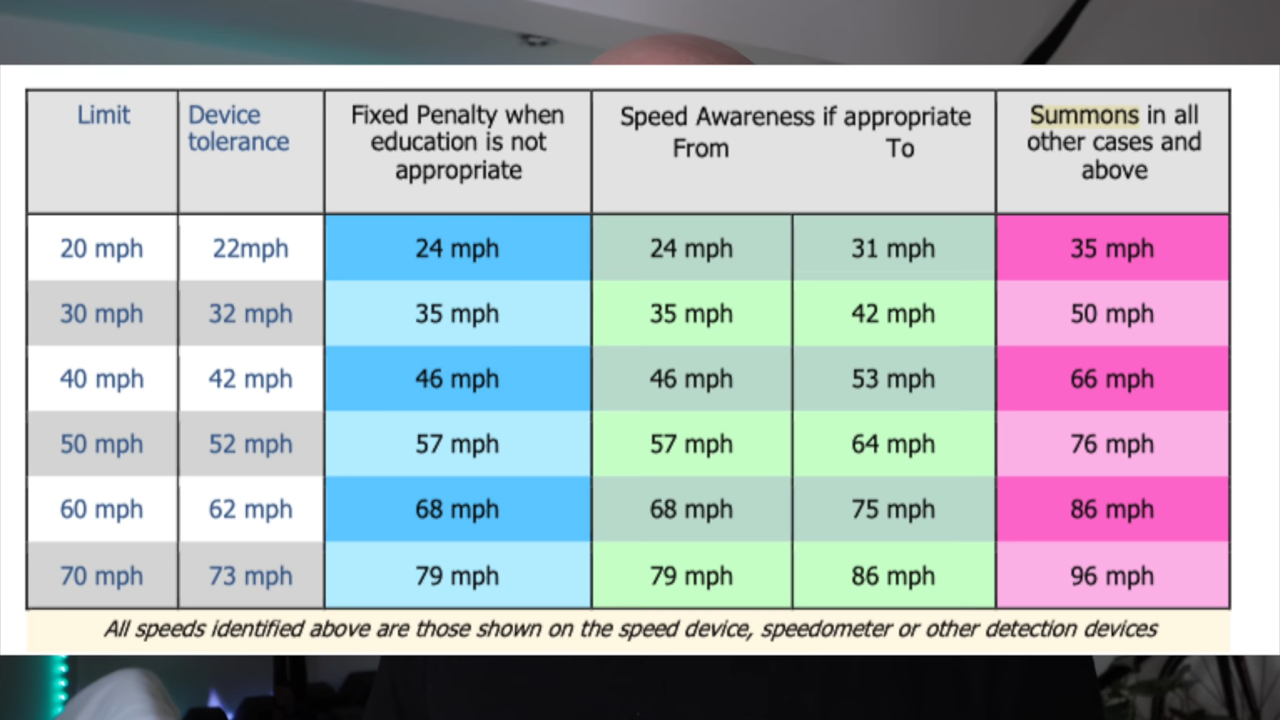 Limit Device tolerance Fixed Penalty when education is not appropriate Speed Awareness if appropriate From To Summons in all other cases and above
20 mph 22mph 24 mph 24 mph 31 mph 35 mph
30 mph 32 mph 35 mph 35 mph 42 mph 50 mph
40 mph 42 mph 46 mph 46 mph 53 mph 66 mph
50 mph 52 mph 57 mph 57 mph 64 mph 76 mph
60 mph 62 mph 68 mph 68 mph 75 mph 86 mph
70 mph 73 mph 79 mph 79 mph 86 mph 96 mph
All speeds identified above are those shown on the speed device, speedometer or other detection devices